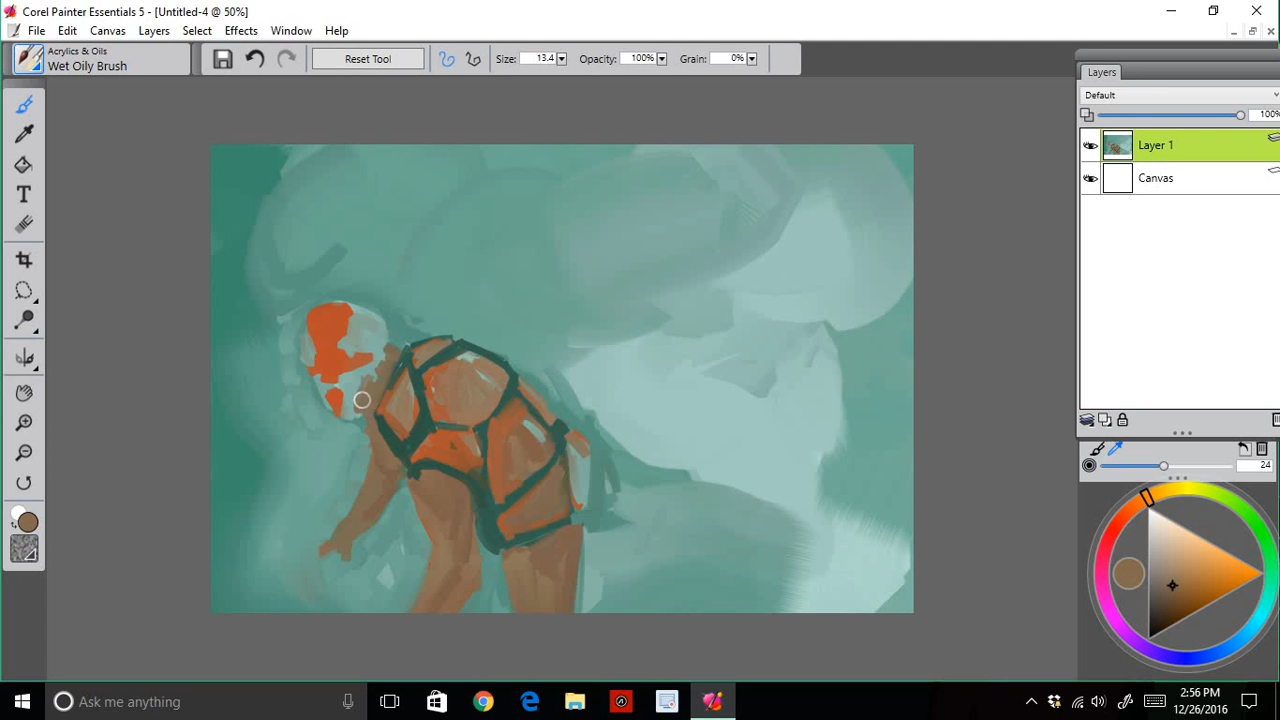 Corel Painter Essentials 5 - [Untitled-4 @ 50%]
File Edit Canvas Layers Select Effects Window Help
Acrylics & Oils
Wet Oily Brush
Reset Tool
Size: 13.4 Opacity: 100% Grain: 0%
Layers
Default
100%
Layer 1
Canvas
24
T
Ask me anything
2:56 PM
12/26/2016